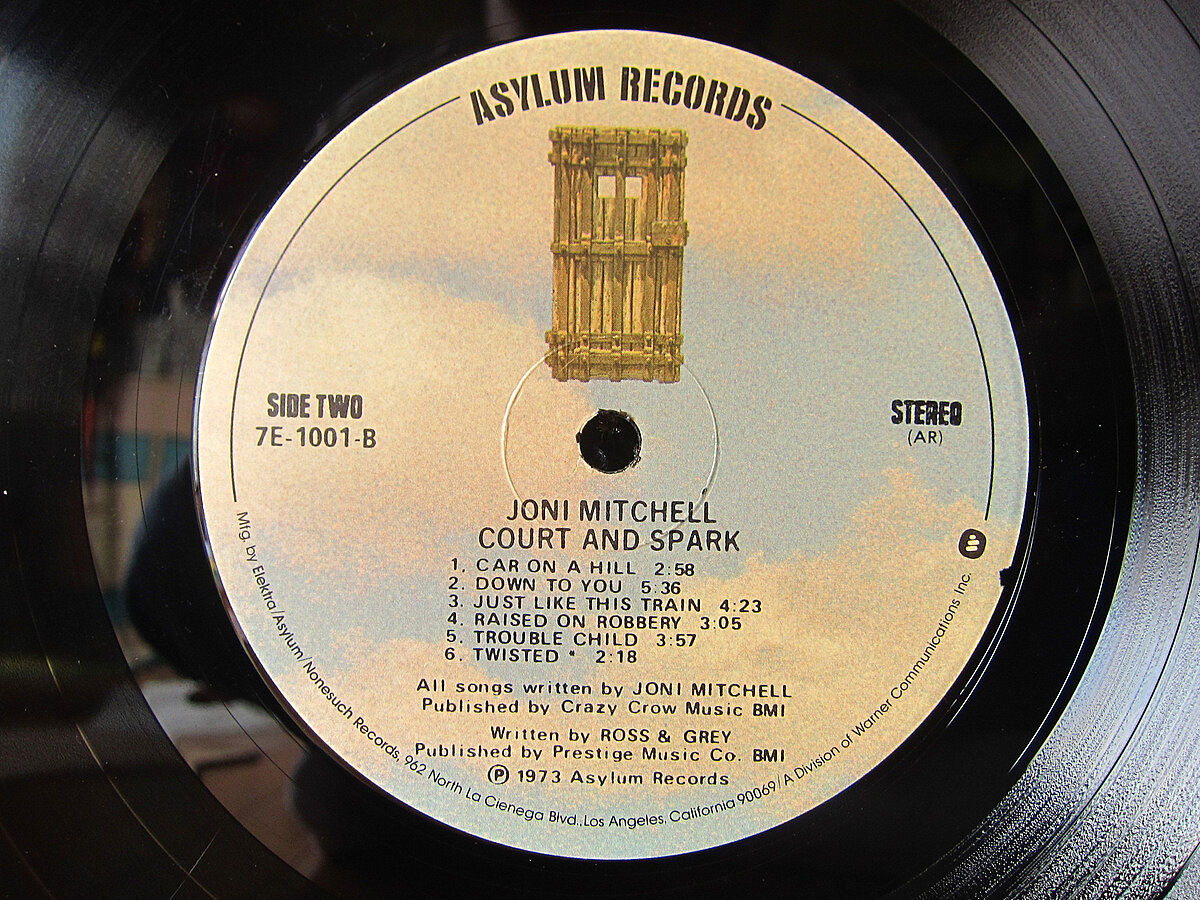 ASYLUM RECORDS
SIDE TWO
7E-1001-B
STEREO
(AR)
JONI MITCHELL
COURT AND SPARK
1. CAR ON A HILL 2:58
2. DOWN TO YOU 5:36
3. JUST LIKE THIS TRAIN 4:23
4. RAISED ON ROBBERY 3:05
5. TROUBLE CHILD 3:57
6. TWISTED * 2:18
All songs written by JONI MITCHELL
Published by Crazy Crow Music BMI
Written by ROSS & GREY
Published by Prestige Music Co. BMI
Ⓟ 1973 Asylum Records
Mfg. by Elektra/Asylum/Nonesuch Records, 962 North La Cienega Blvd., Los Angeles, California 90069/A Division of Warner Communications Inc.